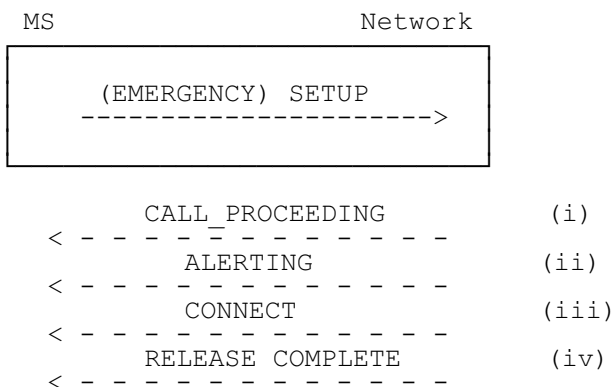 MS Network
(EMERGENCY) SETUP
CALL_PROCEEDING (i)
ALERTING (ii)
CONNECT (iii)
RELEASE COMPLETE (iv)